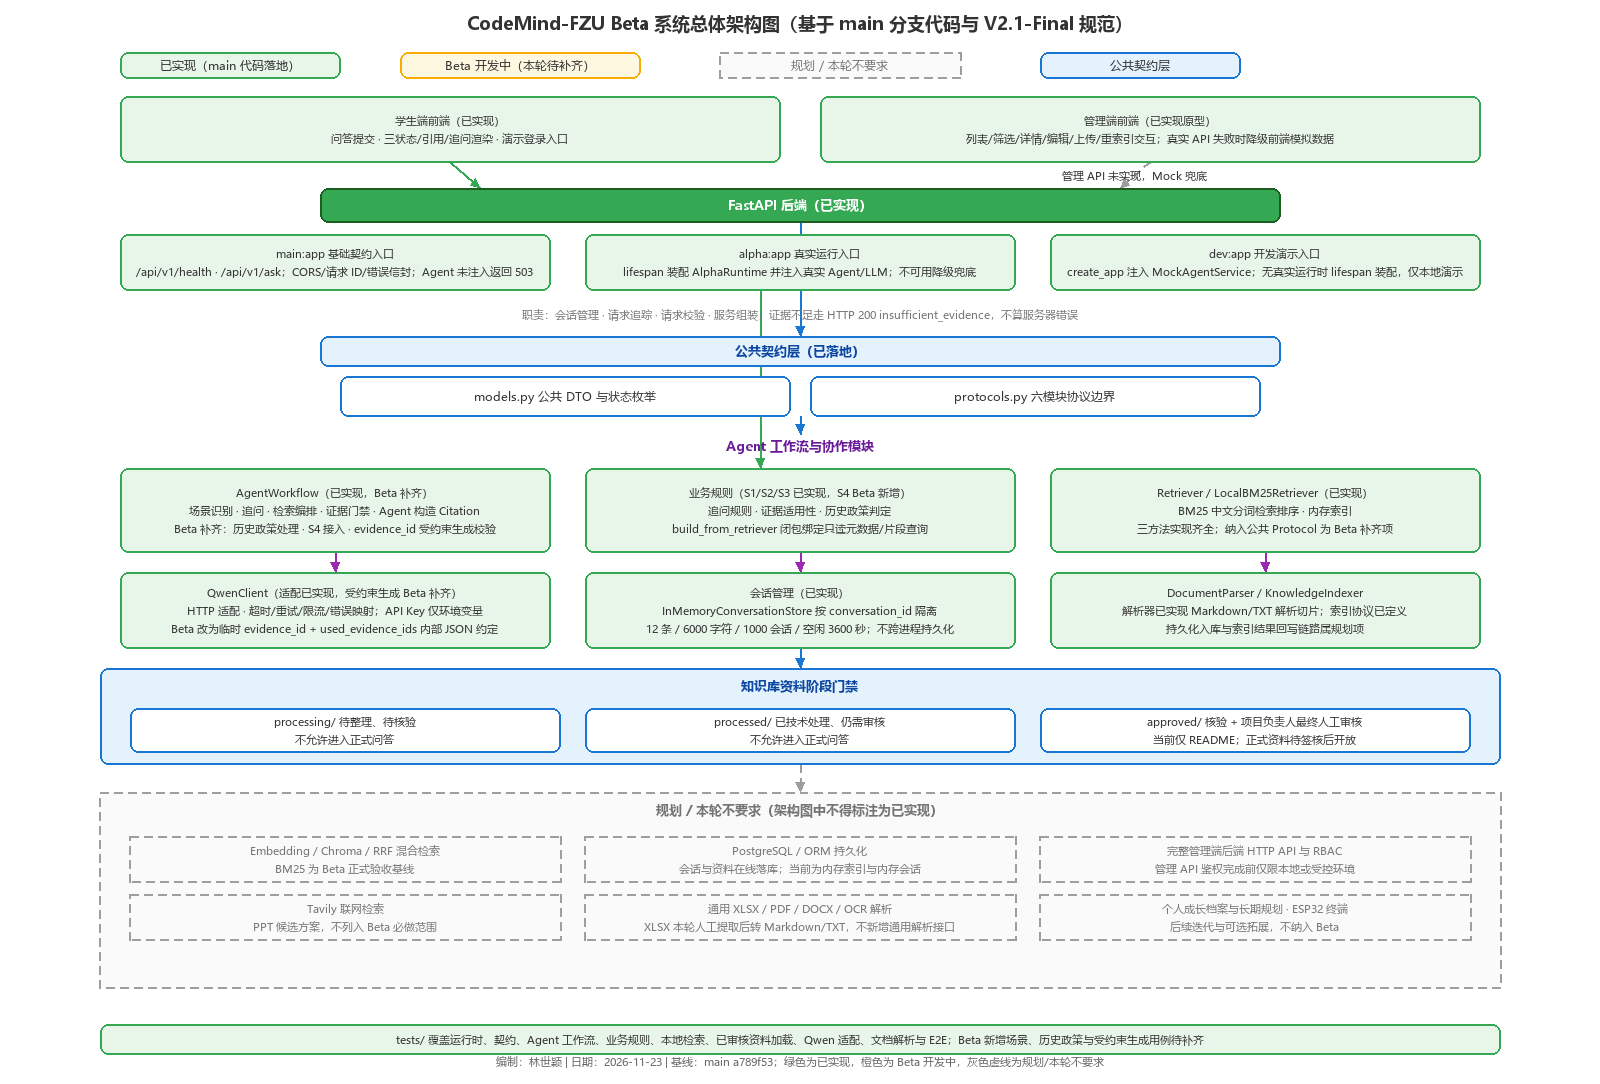 CodeMind-FZU Beta 系统总体架构图（基于 main 分支代码与 V2.1-Final 规范）
已实现（main 代码落地）
Beta 开发中（本轮待补齐）
规划 / 本轮不要求
公共契约层
学生端前端（已实现）
问答提交 · 三状态/引用/追问渲染 · 演示登录入口
管理端前端（已实现原型）
列表/筛选/详情/编辑/上传/重索引交互；真实 API 失败时降级前端模拟数据
管理 API 未实现，Mock 兜底
FastAPI 后端（已实现）
main:app 基础契约入口
/api/v1/health · /api/v1/ask；CORS/请求 ID/错误信封；Agent 未注入返回 503
alpha:app 真实运行入口
lifespan 装配 AlphaRuntime 并注入真实 Agent/LLM；不可用降级兜底
dev:app 开发演示入口
create_app 注入 MockAgentService；无真实运行时 lifespan 装配，仅本地演示
职责：会话管理 · 请求追踪 · 请求校验 · 服务组装　证据不足走 HTTP 200 insufficient_evidence，不算服务器错误
公共契约层（已落地）
models.py 公共 DTO 与状态枚举
protocols.py 六模块协议边界
Agent 工作流与协作模块
AgentWorkflow（已实现，Beta 补齐）
场景识别 · 追问 · 检索编排 · 证据门禁 · Agent 构造 Citation
Beta 补齐：历史政策处理 · S4 接入 · evidence_id 受约束生成校验
业务规则（S1/S2/S3 已实现，S4 Beta 新增）
追问规则 · 证据适用性 · 历史政策判定
build_from_retriever 闭包绑定只读元数据/片段查询
Retriever / LocalBM25Retriever（已实现）
BM25 中文分词检索排序 · 内存索引
三方法实现齐全；纳入公共 Protocol 为 Beta 补齐项
QwenClient（适配已实现，受约束生成 Beta 补齐）
HTTP 适配 · 超时/重试/限流/错误映射；API Key 仅环境变量
Beta 改为临时 evidence_id + used_evidence_ids 内部 JSON 约定
会话管理（已实现）
InMemoryConversationStore 按 conversation_id 隔离
12 条 / 6000 字符 / 1000 会话 / 空闲 3600 秒；不跨进程持久化
DocumentParser / KnowledgeIndexer
解析器已实现 Markdown/TXT 解析切片；索引协议已定义
持久化入库与索引结果回写链路属规划项
知识库资料阶段门禁
processing/ 待整理、待核验
不允许进入正式问答
processed/ 已技术处理、仍需审核
不允许进入正式问答
approved/ 核验 + 项目负责人最终人工审核
当前仅 README；正式资料待签核后开放
规划 / 本轮不要求（架构图中不得标注为已实现）
Embedding / Chroma / RRF 混合检索
BM25 为 Beta 正式验收基线
PostgreSQL / ORM 持久化
会话与资料在线落库；当前为内存索引与内存会话
完整管理端后端 HTTP API 与 RBAC
管理 API 鉴权完成前仅限本地或受控环境
Tavily 联网检索
PPT 候选方案，不列入 Beta 必做范围
通用 XLSX / PDF / DOCX / OCR 解析
XLSX 本轮人工提取后转 Markdown/TXT，不新增通用解析接口
个人成长档案与长期规划 · ESP32 终端
后续迭代与可选拓展，不纳入 Beta
tests/ 覆盖运行时、契约、Agent 工作流、业务规则、本地检索、已审核资料加载、Qwen 适配、文档解析与 E2E；Beta 新增场景、历史政策与受约束生成用例待补齐
编制：林世颖 | 日期：2026-11-23 | 基线：main a789f53；绿色为已实现，橙色为 Beta 开发中，灰色虚线为规划/本轮不要求